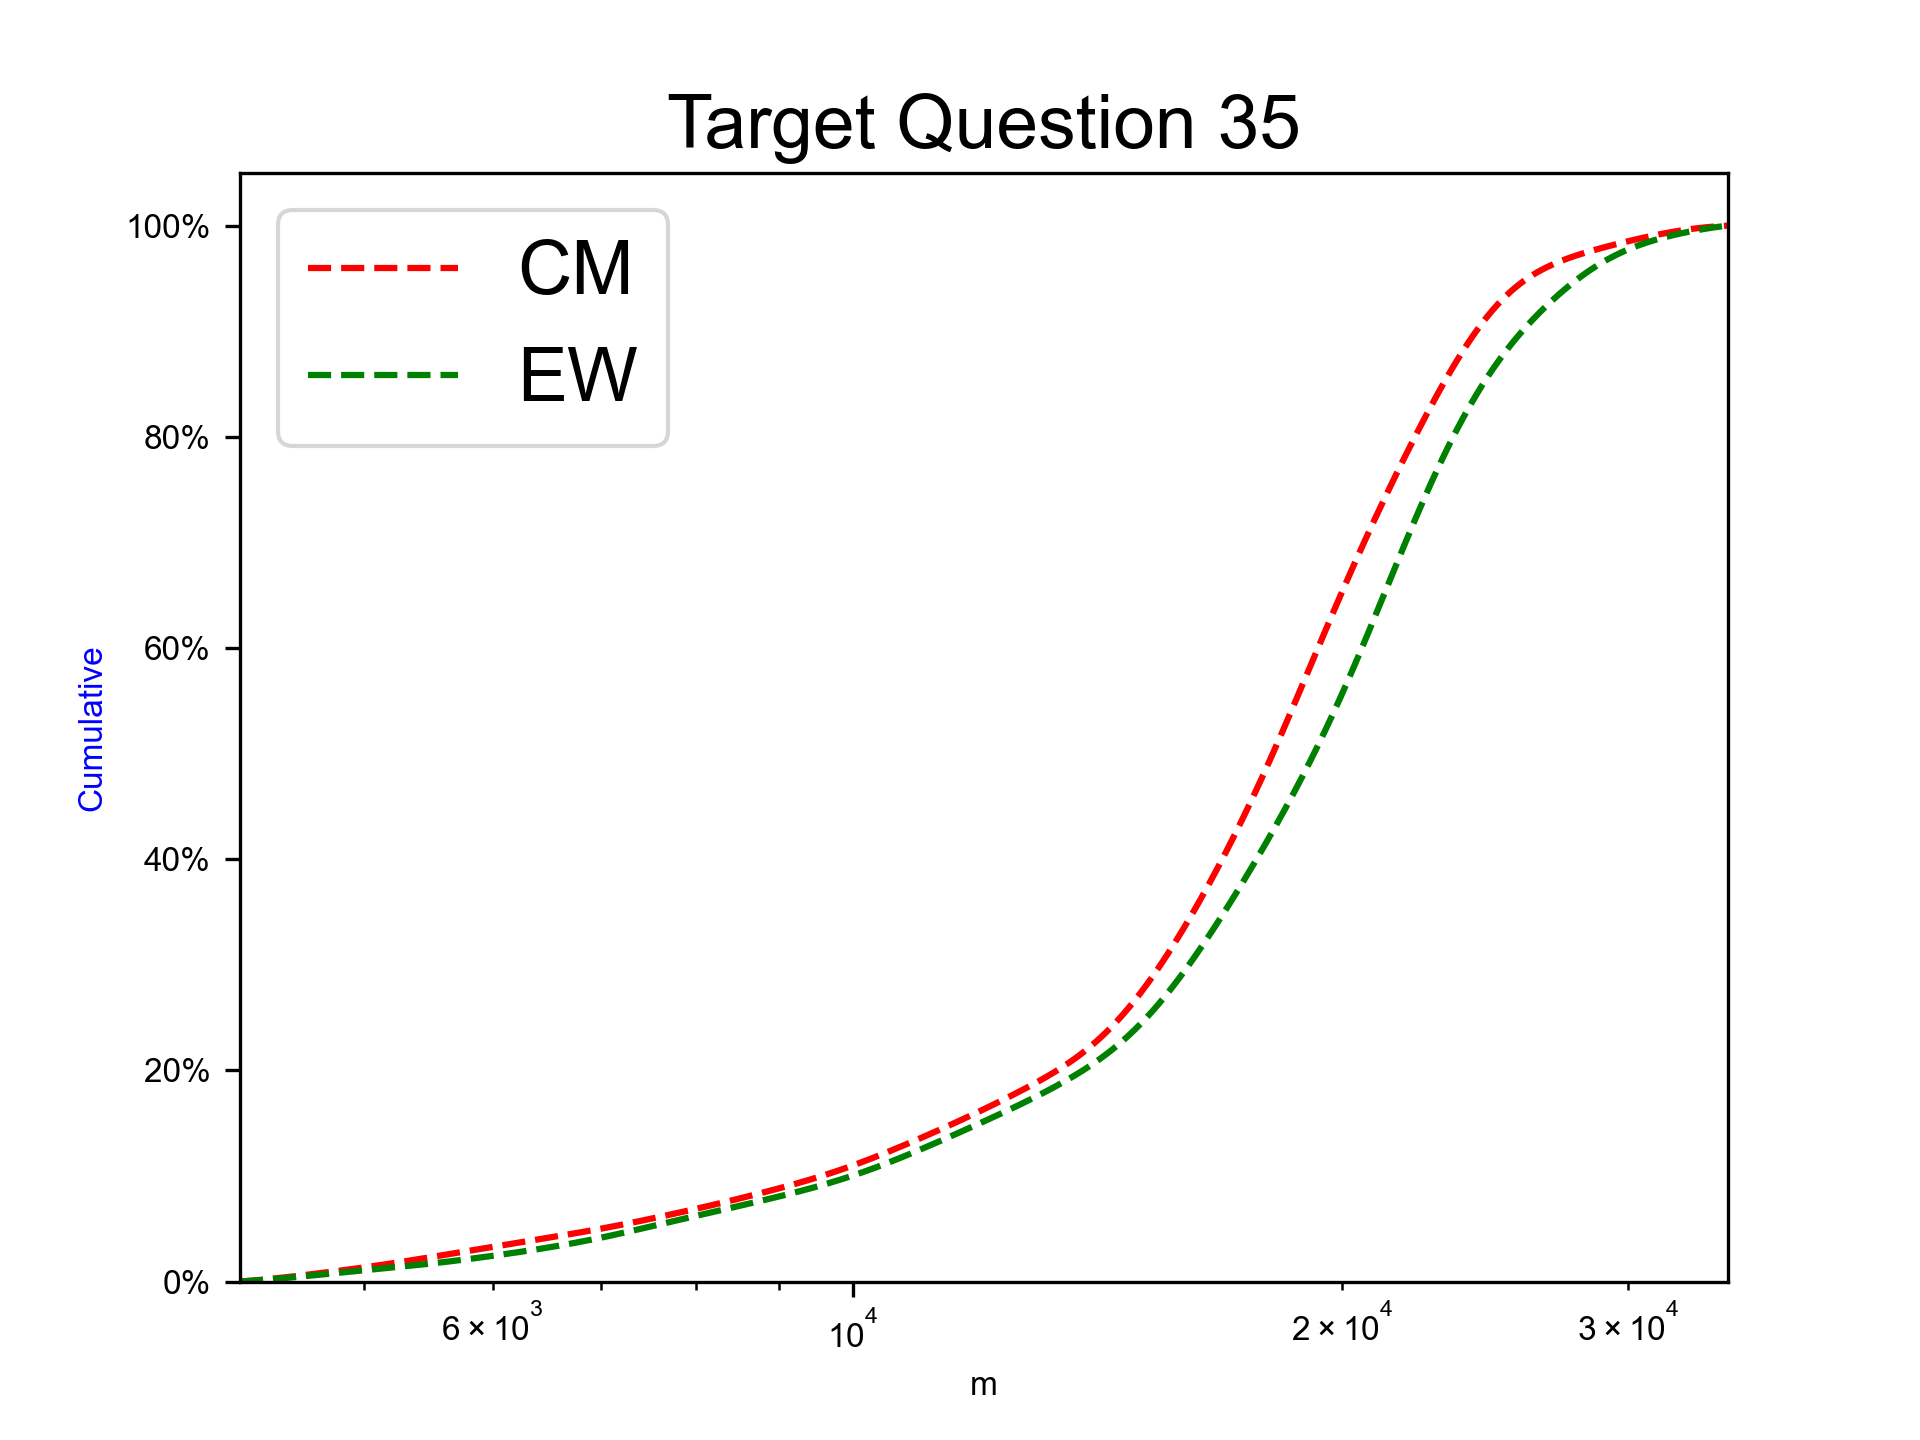 Target Question 35
CM
EW
100%
80%
60%
40%
20%
0%
Cumulative
6 × 10³
10⁴
2 × 10⁴
3 × 10⁴
m